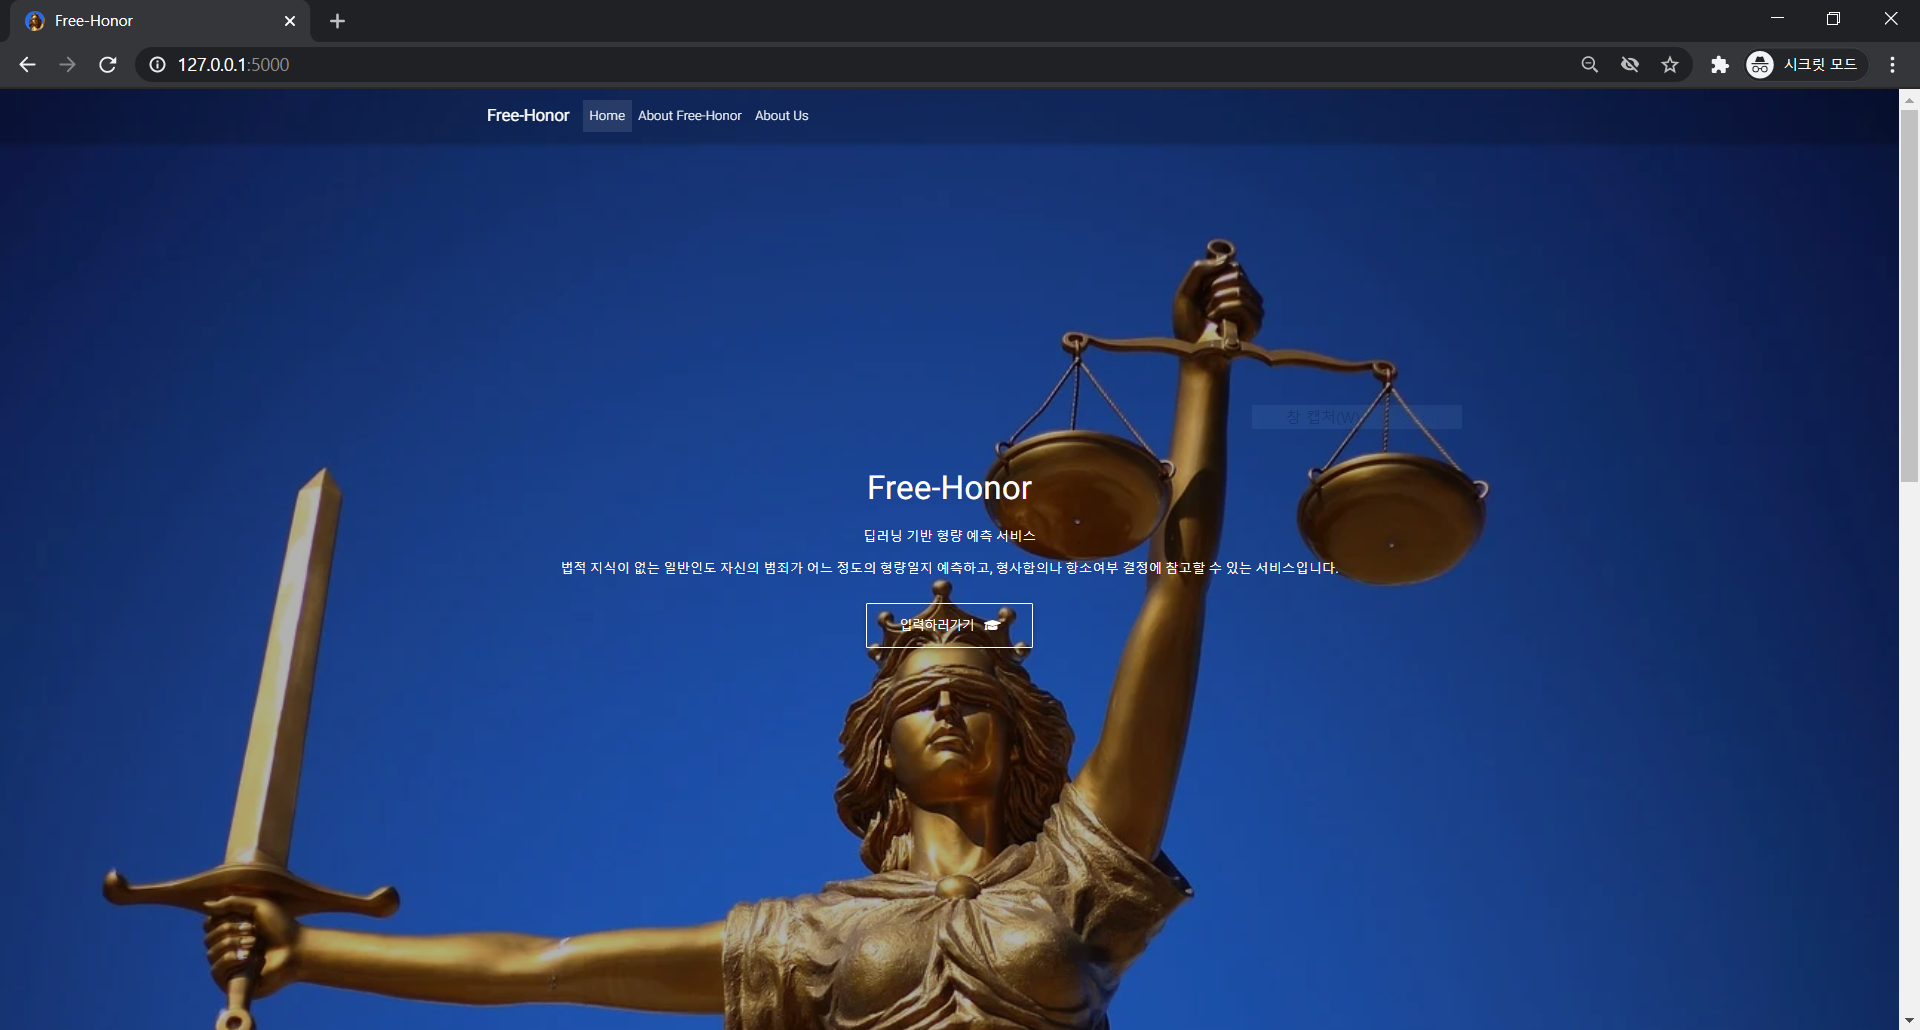 Free-Honor
127.0.0.1:5000
시크릿 모드
Free-Honor Home About Free-Honor About Us
창 캡처(W)
Free-Honor
딥러닝 기반 형량 예측 서비스
법적 지식이 없는 일반인도 자신의 범죄가 어느 정도의 형량일지 예측하고, 형사합의나 항소여부 결정에 참고할 수 있는 서비스입니다.
입력하러가기